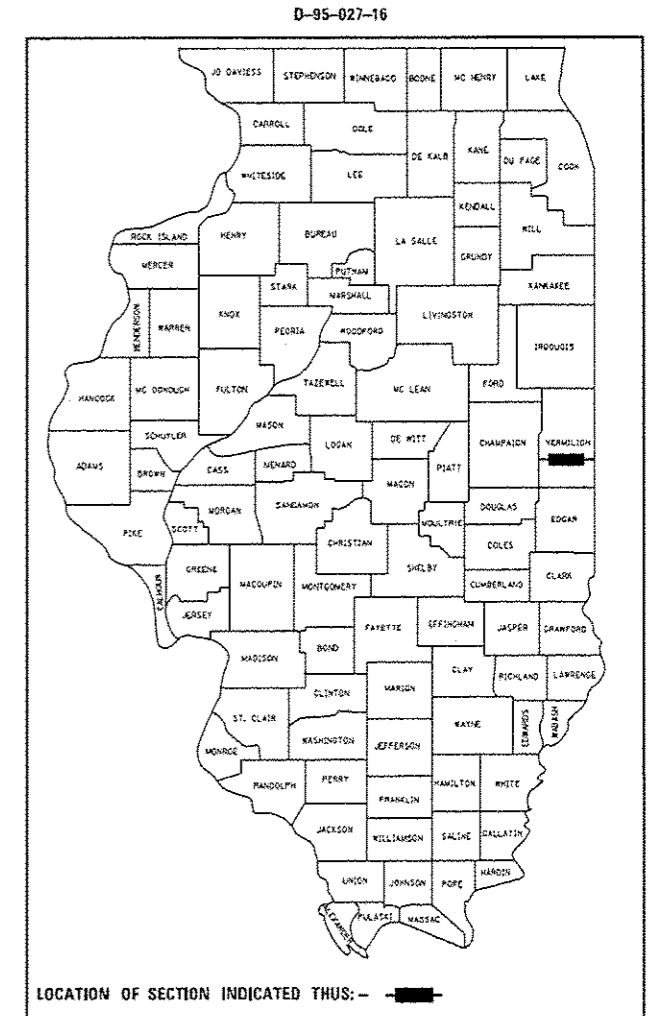 D-95-027-16
JO DAVIESS STEPHENSON WINNEBAGO BOONE MC HENRY LAKE
CARROLL OGLE
DE KALB KANE DU PAGE COOK
WHITESIDE LEE
KENDALL
ROCK ISLAND HENRY BUREAU LA SALLE GRUNDY WILL
MERCER PUTNAM
STARK MARSHALL KANKAKEE
HENDERSON WARREN KNOX PEORIA WOODFORD LIVINGSTON IROQUOIS
HANCOCK MC DONOUGH FULTON TAZEWELL MC LEAN FORD
SCHUYLER MASON LOGAN DE WITT CHAMPAIGN VERMILION
ADAMS BROWN CASS MENARD MACON PIATT
PIKE SCOTT MORGAN SANGAMON CHRISTIAN MOULTRIE DOUGLAS EDGAR
COLES
CALHOUN GREENE MACOUPIN MONTGOMERY SHELBY CUMBERLAND CLARK
JERSEY FAYETTE EFFINGHAM JASPER CRAWFORD
MADISON BOND
CLINTON MARION CLAY RICHLAND LAWRENCE
ST. CLAIR WAYNE EDWARDS WABASH
MONROE WASHINGTON JEFFERSON
RANDOLPH PERRY HAMILTON WHITE
FRANKLIN
JACKSON WILLIAMSON SALINE GALLATIN
UNION JOHNSON POPE HARDIN
ALEXANDER PULASKI MASSAC
LOCATION OF SECTION INDICATED THUS: –